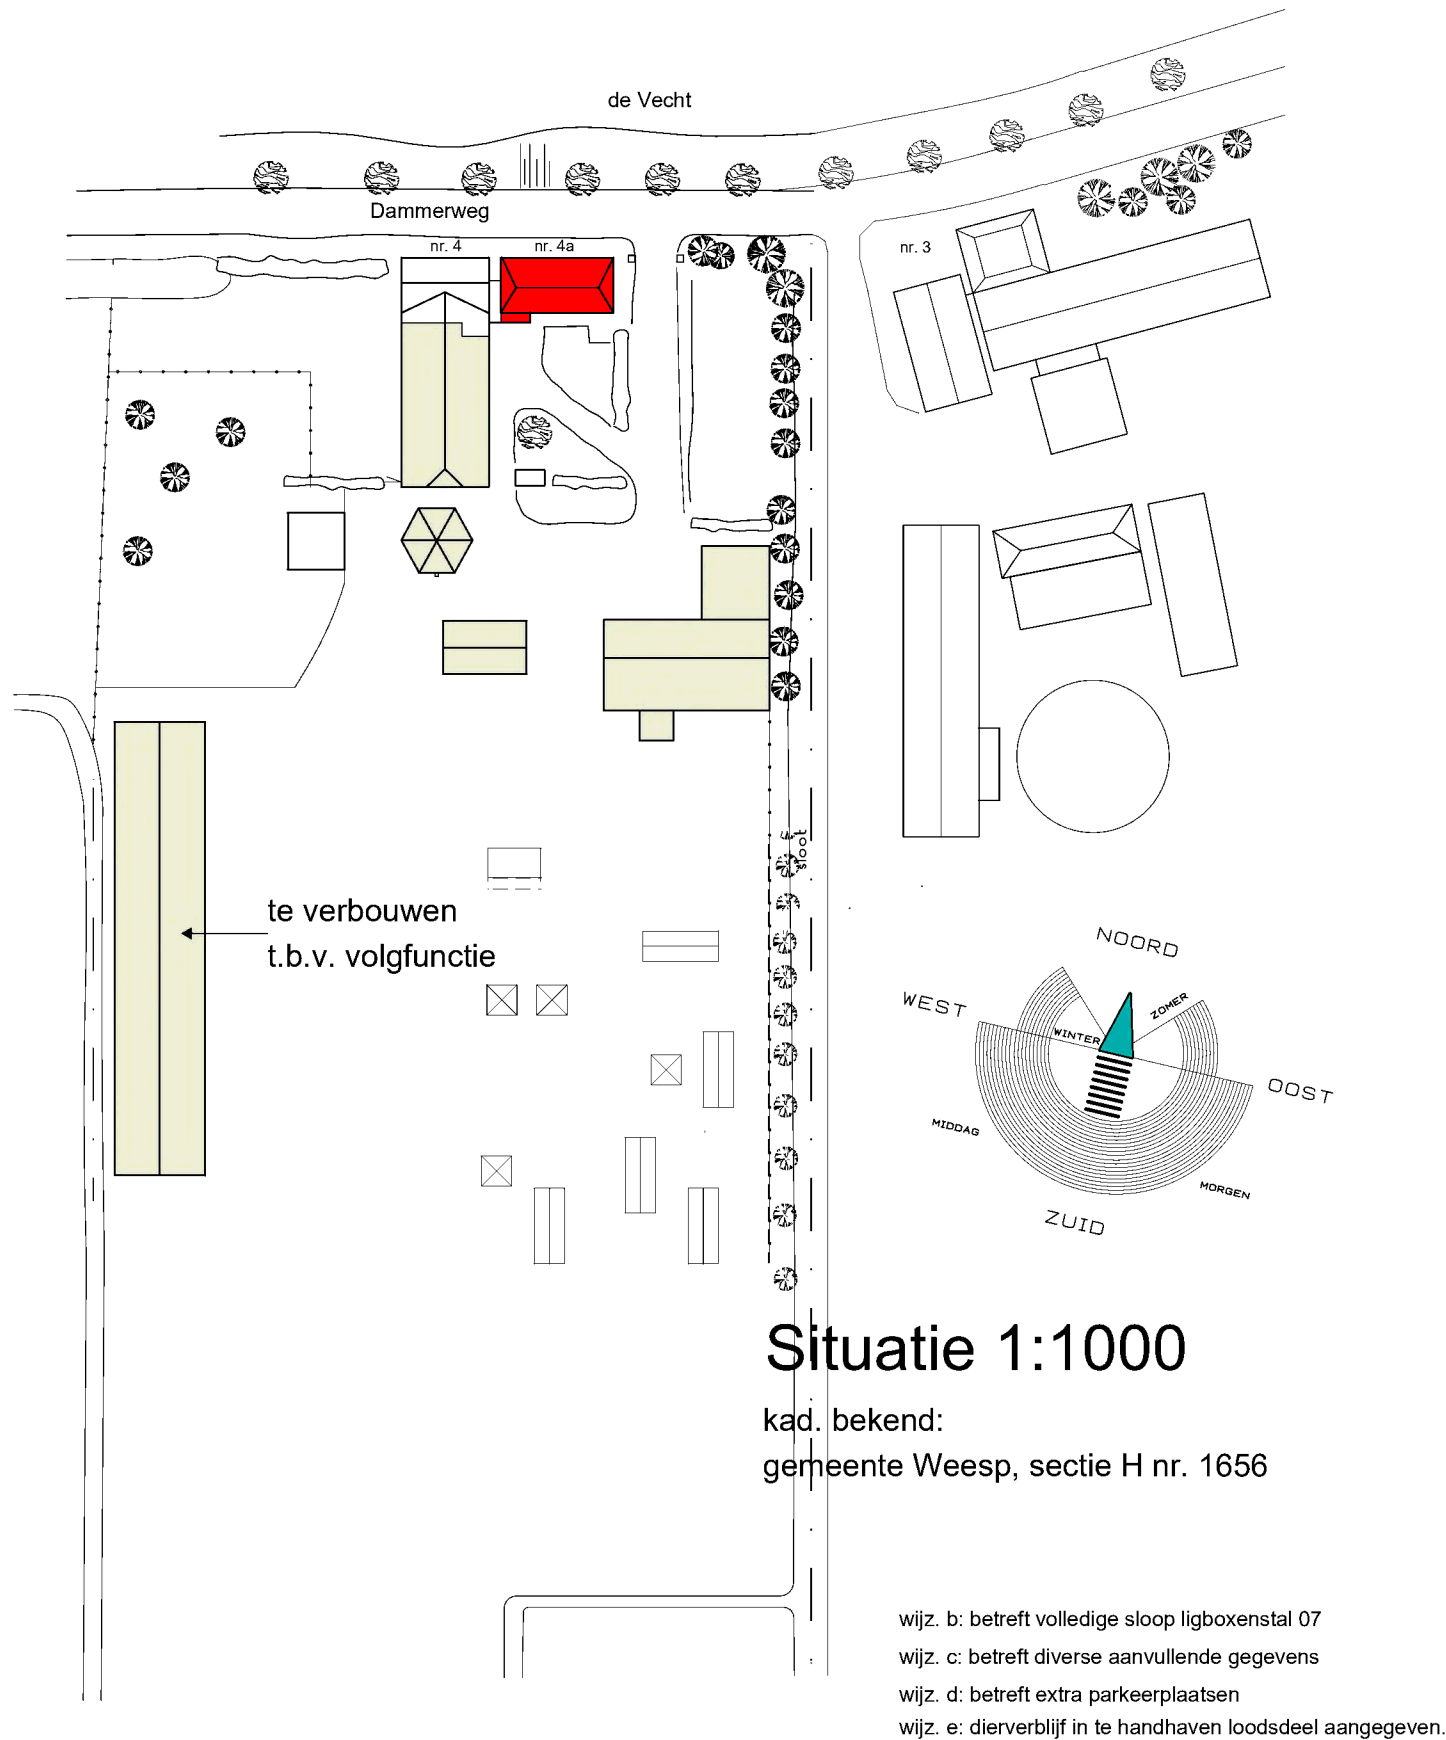 de Vecht
Dammerweg
nr. 4
nr. 4a
nr. 3
sloot
te verbouwen
t.b.v. volgfunctie
NOORD
WEST
ZOMER
WINTER
OOST
MIDDAG
MORGEN
ZUID
Situatie 1:1000
kad. bekend:
gemeente Weesp, sectie H nr. 1656
wijz. b: betreft volledige sloop ligboxenstal 07
wijz. c: betreft diverse aanvullende gegevens
wijz. d: betreft extra parkeerplaatsen
wijz. e: dierverblijf in te handhaven loodsdeel aangegeven.